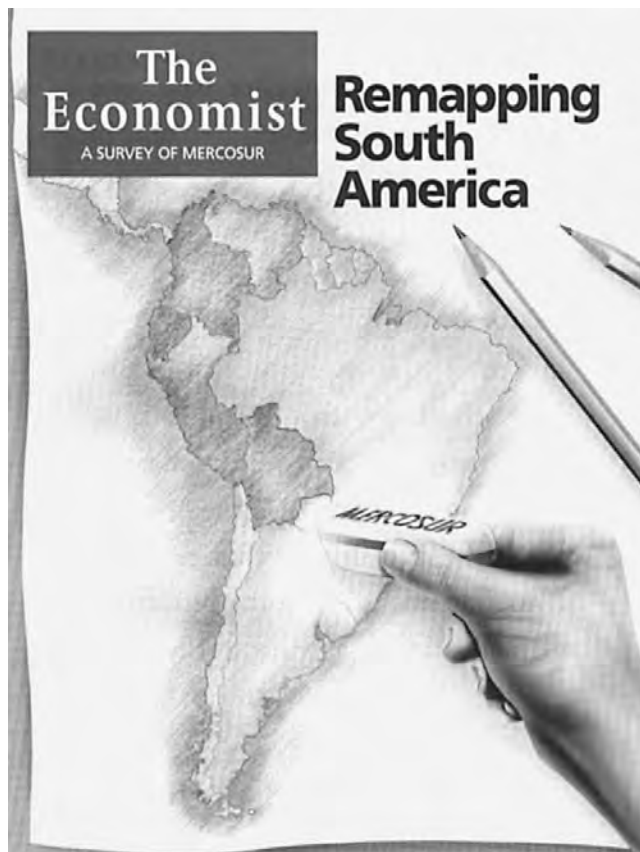 The
Economist
A SURVEY OF MERCOSUR
Remapping
South
America
MERCOSUR